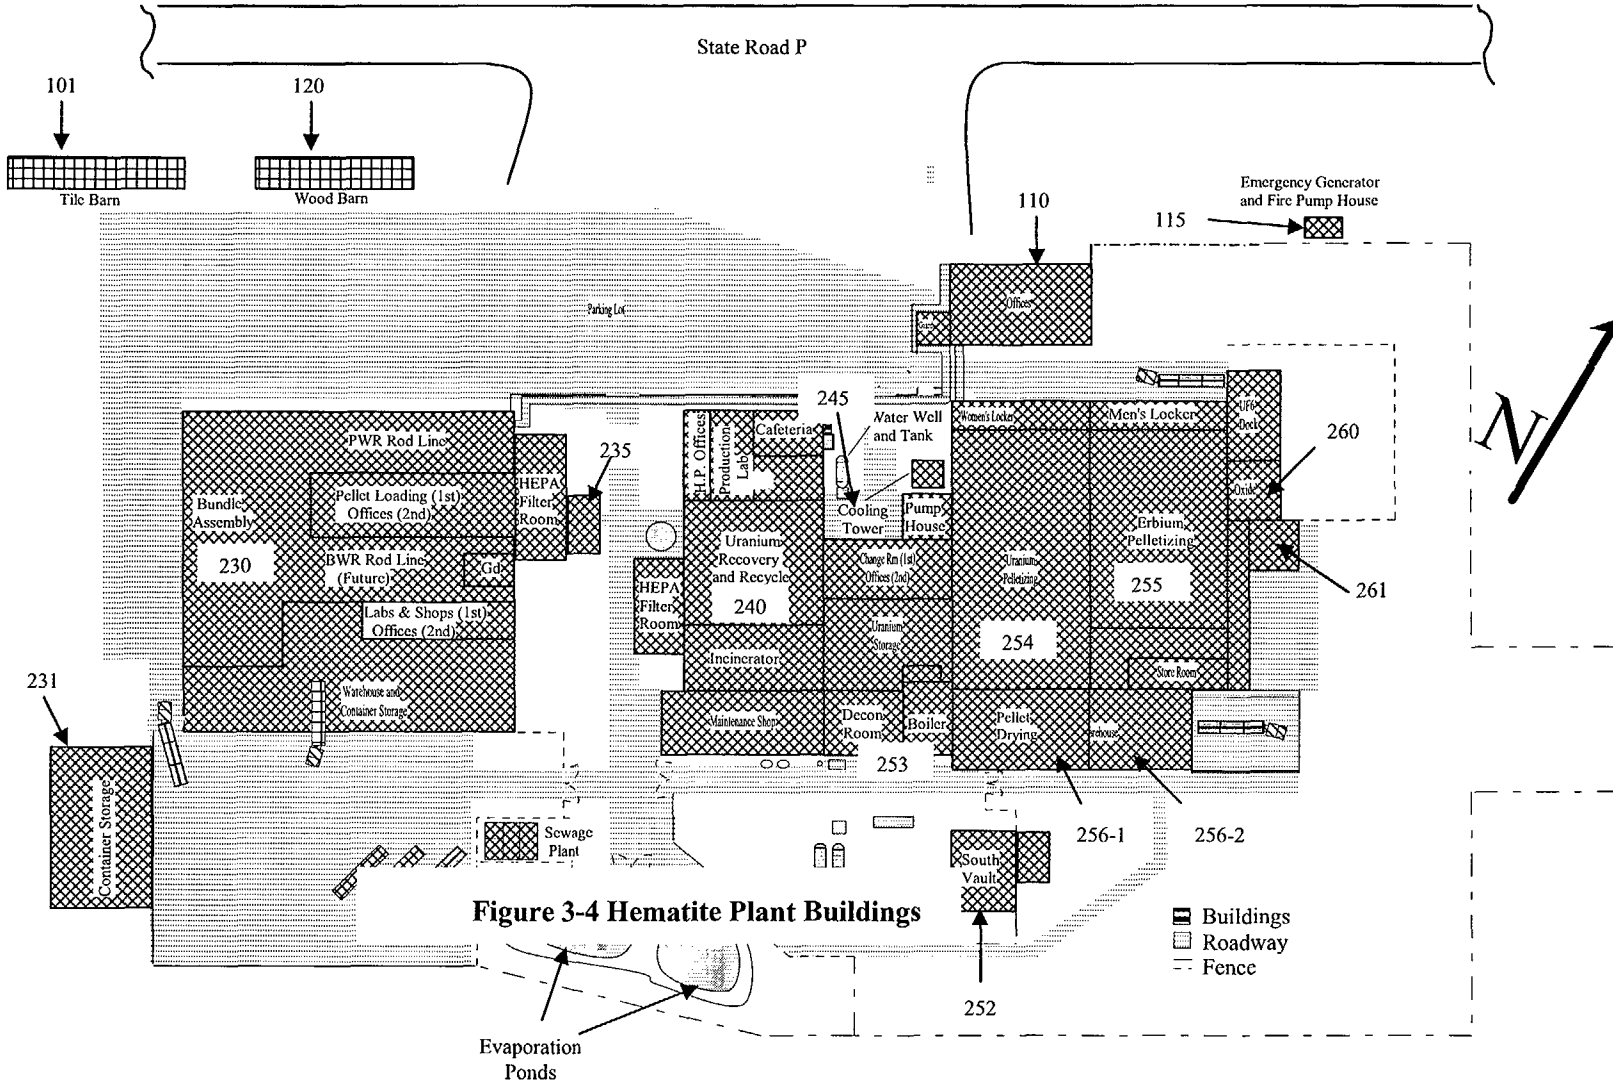 State Road P
101
120
Tile Barn
Wood Barn
110
115
Emergency Generator
and Fire Pump House
Offices
Parking Lot
N
245
Water Well
and Tank
Women's Locker
Men's Locker
UF6
Dock
260
PWR Rod Line
235
H.P. Offices
Production
Lab
Cafeteria
HEPA
Filter
Room
Pellet Loading (1st)
Offices (2nd)
Bundle
Assembly
230
Cooling
Tower
Pump
House
Oxide
Erbium
Pelletizing
255
261
BWR Rod Line
(Future)
Gd
Uranium
Recovery
and Recycle
240
Change Rm (1st)
Offices (2nd)
Uranium
Pelletizing
254
HEPA
Filter
Room
Labs & Shops (1st)
Offices (2nd)
Uranium
Storage
Incinerator
Store Room
231
Warehouse and
Container Storage
Maintenance Shop
Decon
Room
Boiler
Pellet
Drying
253
Container Storage
256-1
256-2
Sewage
Plant
South
Vault
252
Figure 3-4 Hematite Plant Buildings
Buildings
Roadway
Fence
Evaporation
Ponds